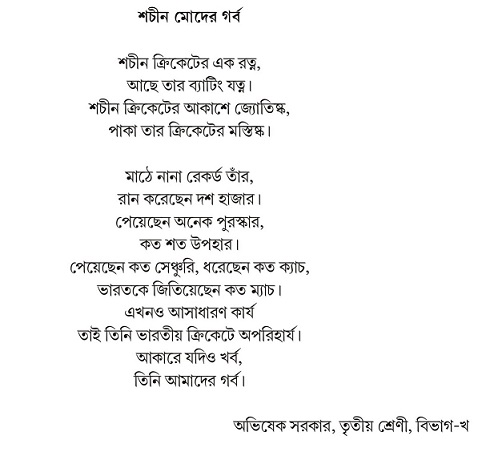 শচীন মোদের গর্ব
শচীন ক্রিকেটের এক রত্ন,
আছে তার ব্যাটিং যত্ন।
শচীন ক্রিকেটের আকাশে জ্যোতিষ্ক,
পাকা তার ক্রিকেটের মস্তিষ্ক।
মাঠে নানা রেকর্ড তাঁর,
রান করেছেন দশ হাজার।
পেয়েছেন অনেক পুরস্কার,
কত শত উপহার।
পেয়েছেন কত সেঞ্চুরি, ধরেছেন কত ক্যাচ,
ভারতকে জিতিয়েছেন কত ম্যাচ।
এখনও আসাধারণ কার্য
তাই তিনি ভারতীয় ক্রিকেটে অপরিহার্য।
আকারে যদিও খর্ব,
তিনি আমাদের গর্ব।
অভিষেক সরকার, তৃতীয় শ্রেণী, বিভাগ-খ